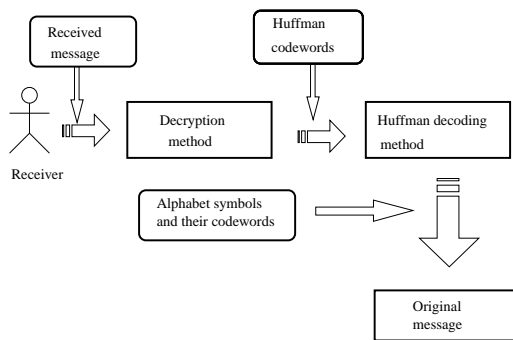 Received
message
Huffman
codewords
Receiver
Decryption
method
Huffman decoding
method
Alphabet symbols
and their codewords
Original
message